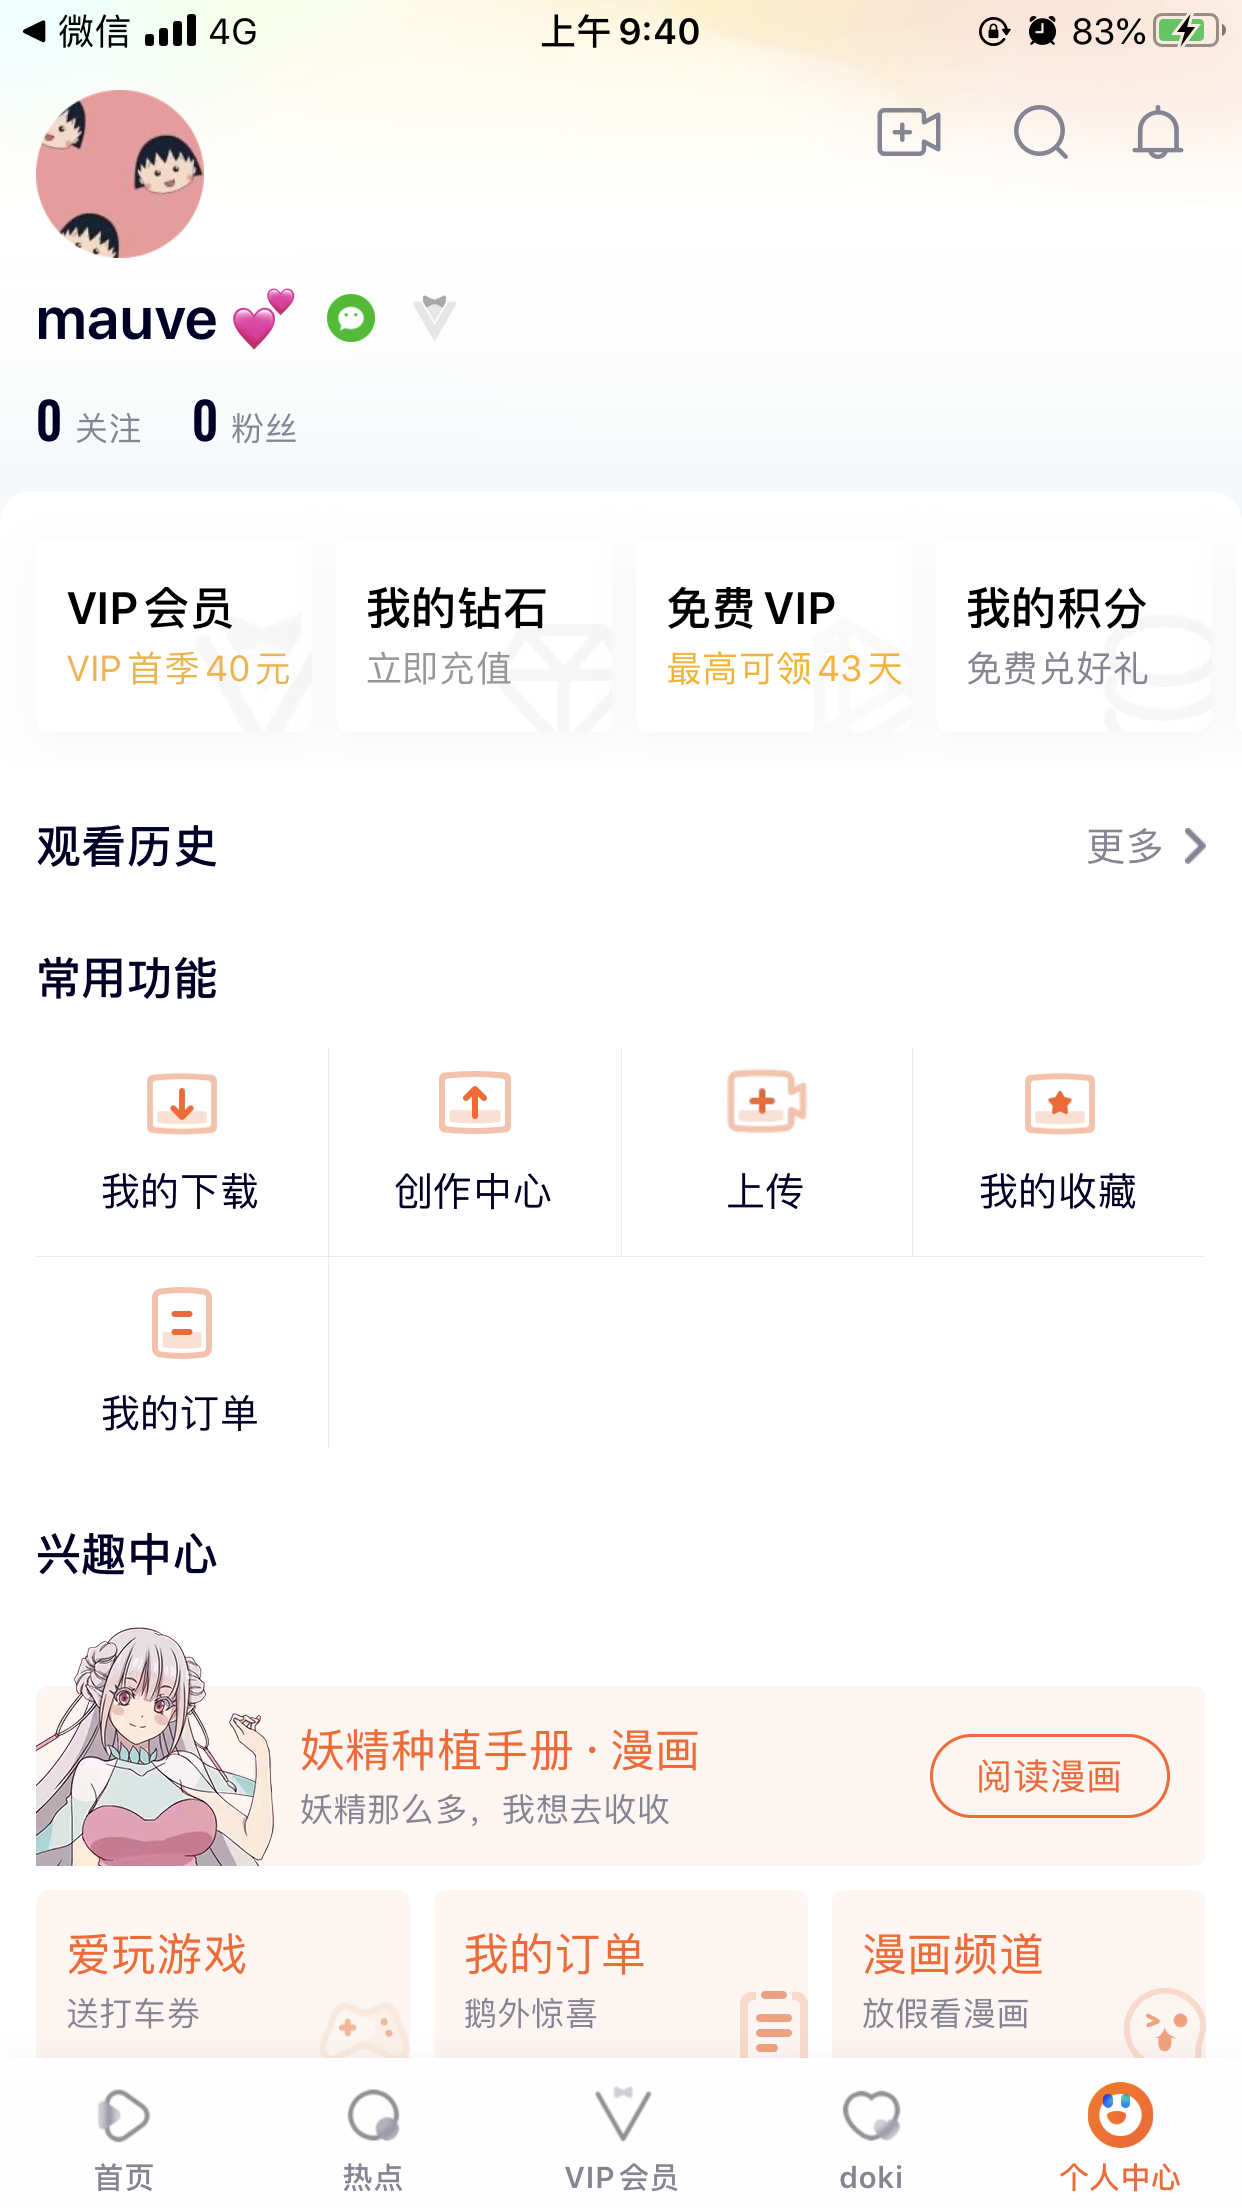 微信 4G 上午 9:40 83%
mauve 💕
0 关注 0 粉丝
VIP会员 我的钻石 免费VIP 我的积分
VIP首季40元 立即充值 最高可领43天 免费兑好礼
观看历史 更多
常用功能
我的下载 创作中心 上传 我的收藏
我的订单
兴趣中心
妖精种植手册·漫画
妖精那么多，我想去收收
阅读漫画
爱玩游戏 我的订单 漫画频道
送打车券 鹅外惊喜 放假看漫画
首页 热点 VIP会员 doki 个人中心